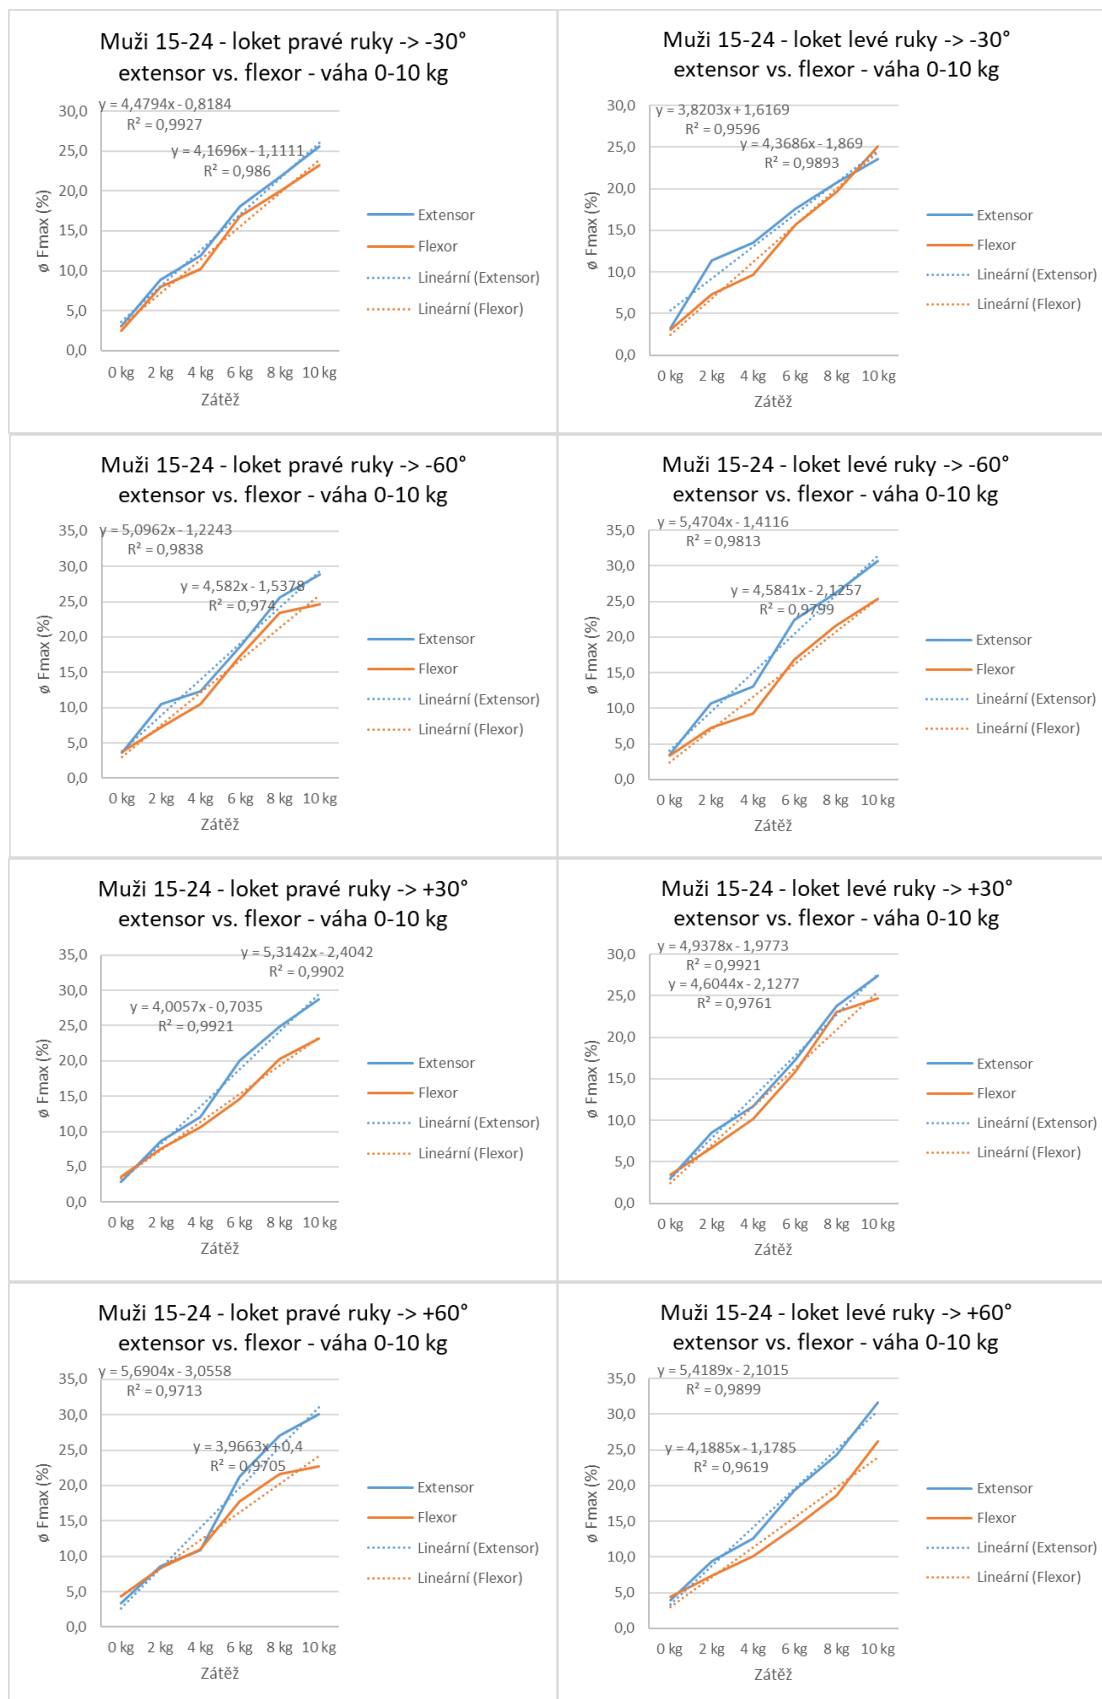 Muži 15-24 - loket pravé ruky -> -30°
extensor vs. flexor - váha 0-10 kg
y = 4,4794x - 0,8184
R² = 0,9927
y = 4,1696x - 1,1111
R² = 0,986
30,0
25,0
20,0
15,0
10,0
5,0
0,0
ø Fmax (%)
0 kg 2 kg 4 kg 6 kg 8 kg 10 kg
Zátěž
Extensor
Flexor
Lineární (Extensor)
Lineární (Flexor)
Muži 15-24 - loket levé ruky -> -30°
extensor vs. flexor - váha 0-10 kg
y = 3,8203x + 1,6169
R² = 0,9596
y = 4,3686x - 1,869
R² = 0,9893
30,0
25,0
20,0
15,0
10,0
5,0
0,0
ø Fmax (%)
0 kg 2 kg 4 kg 6 kg 8 kg 10 kg
Zátěž
Extensor
Flexor
Lineární (Extensor)
Lineární (Flexor)
Muži 15-24 - loket pravé ruky -> -60°
extensor vs. flexor - váha 0-10 kg
y = 5,0962x - 1,2243
R² = 0,9838
y = 4,582x - 1,5378
R² = 0,974
35,0
30,0
25,0
20,0
15,0
10,0
5,0
0,0
ø Fmax (%)
0 kg 2 kg 4 kg 6 kg 8 kg 10 kg
Zátěž
Extensor
Flexor
Lineární (Extensor)
Lineární (Flexor)
Muži 15-24 - loket levé ruky -> -60°
extensor vs. flexor - váha 0-10 kg
y = 5,4704x - 1,4116
R² = 0,9813
y = 4,5841x - 2,1257
R² = 0,9799
35,0
30,0
25,0
20,0
15,0
10,0
5,0
0,0
ø Fmax (%)
0 kg 2 kg 4 kg 6 kg 8 kg 10 kg
Zátěž
Extensor
Flexor
Lineární (Extensor)
Lineární (Flexor)
Muži 15-24 - loket pravé ruky -> +30°
extensor vs. flexor - váha 0-10 kg
y = 5,3142x - 2,4042
R² = 0,9902
y = 4,0057x - 0,7035
R² = 0,9921
35,0
30,0
25,0
20,0
15,0
10,0
5,0
0,0
ø Fmax (%)
0 kg 2 kg 4 kg 6 kg 8 kg 10 kg
Zátěž
Extensor
Flexor
Lineární (Extensor)
Lineární (Flexor)
Muži 15-24 - loket levé ruky -> +30°
extensor vs. flexor - váha 0-10 kg
y = 4,9378x - 1,9773
R² = 0,9921
y = 4,6044x - 2,1277
R² = 0,9761
30,0
25,0
20,0
15,0
10,0
5,0
0,0
ø Fmax (%)
0 kg 2 kg 4 kg 6 kg 8 kg 10 kg
Zátěž
Extensor
Flexor
Lineární (Extensor)
Lineární (Flexor)
Muži 15-24 - loket pravé ruky -> +60°
extensor vs. flexor - váha 0-10 kg
y = 5,6904x - 3,0558
R² = 0,9713
y = 3,9663x + 0,4
R² = 0,9705
35,0
30,0
25,0
20,0
15,0
10,0
5,0
0,0
ø Fmax (%)
0 kg 2 kg 4 kg 6 kg 8 kg 10 kg
Zátěž
Extensor
Flexor
Lineární (Extensor)
Lineární (Flexor)
Muži 15-24 - loket levé ruky -> +60°
extensor vs. flexor - váha 0-10 kg
y = 5,4189x - 2,1015
R² = 0,9899
y = 4,1885x - 1,1785
R² = 0,9619
35,0
30,0
25,0
20,0
15,0
10,0
5,0
0,0
ø Fmax (%)
0 kg 2 kg 4 kg 6 kg 8 kg 10 kg
Zátěž
Extensor
Flexor
Lineární (Extensor)
Lineární (Flexor)